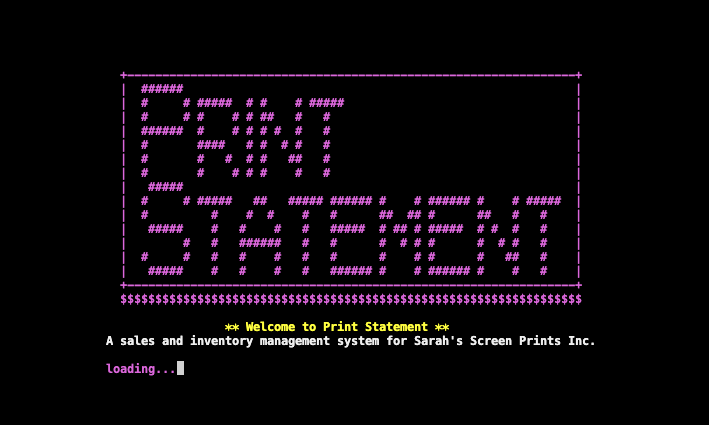 PRINT
STATEMENT
$$$$$$$$$$$$$$$$$$$$$$$$$$$$$$$$$$$$$$$$$$$$$$$$$$$$$$$$$$$$$$$$$$
** Welcome to Print Statement **
A sales and inventory management system for Sarah's Screen Prints Inc.
loading...